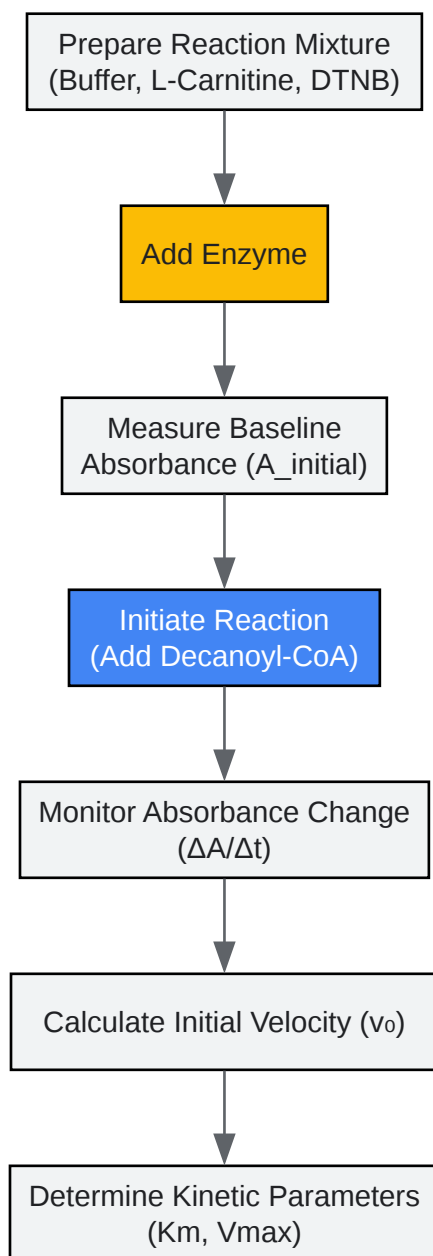 Prepare Reaction Mixture
(Buffer, L-Carnitine, DTNB)
Add Enzyme
Measure Baseline
Absorbance (A_initial)
Initiate Reaction
(Add Decanoyl-CoA)
Monitor Absorbance Change
(ΔA/Δt)
Calculate Initial Velocity (v₀)
Determine Kinetic Parameters
(Km, Vmax)